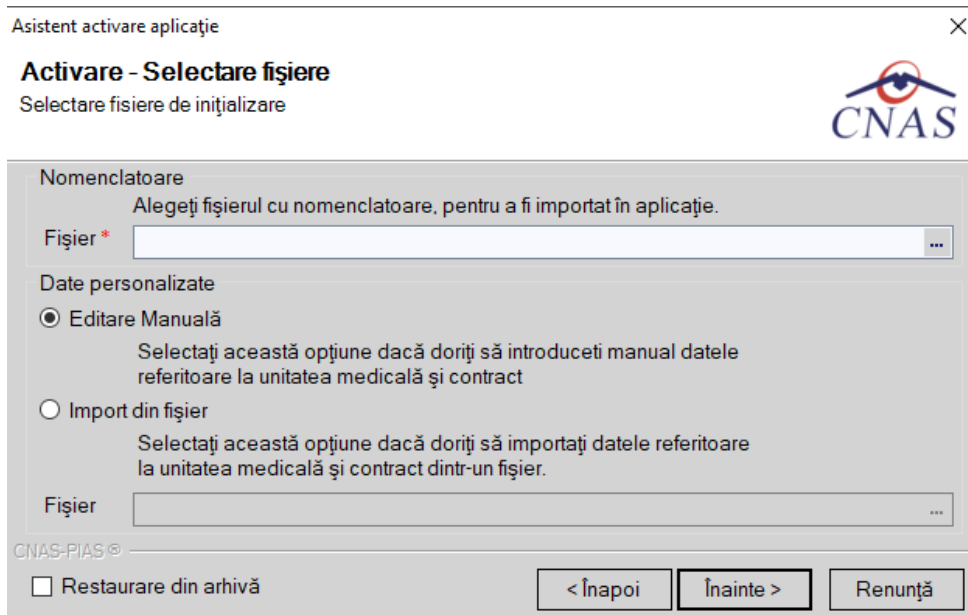 Asistent activare aplicaţie
Activare - Selectare fişiere
Selectare fisiere de iniţializare
CNAS
Nomenclatoare
Alegeţi fişierul cu nomenclatoare, pentru a fi importat în aplicaţie.
Fişier *
...
Date personalizate
Editare Manuală
Selectaţi această opţiune dacă doriţi să introduceti manual datele
referitoare la unitatea medicală şi contract
Import din fişier
Selectaţi această opţiune dacă doriţi să importaţi datele referitoare
la unitatea medicală şi contract dintr-un fişier.
Fişier
...
CNAS-PIAS ®
Restaurare din arhivă
< Înapoi
Înainte >
Renunţă